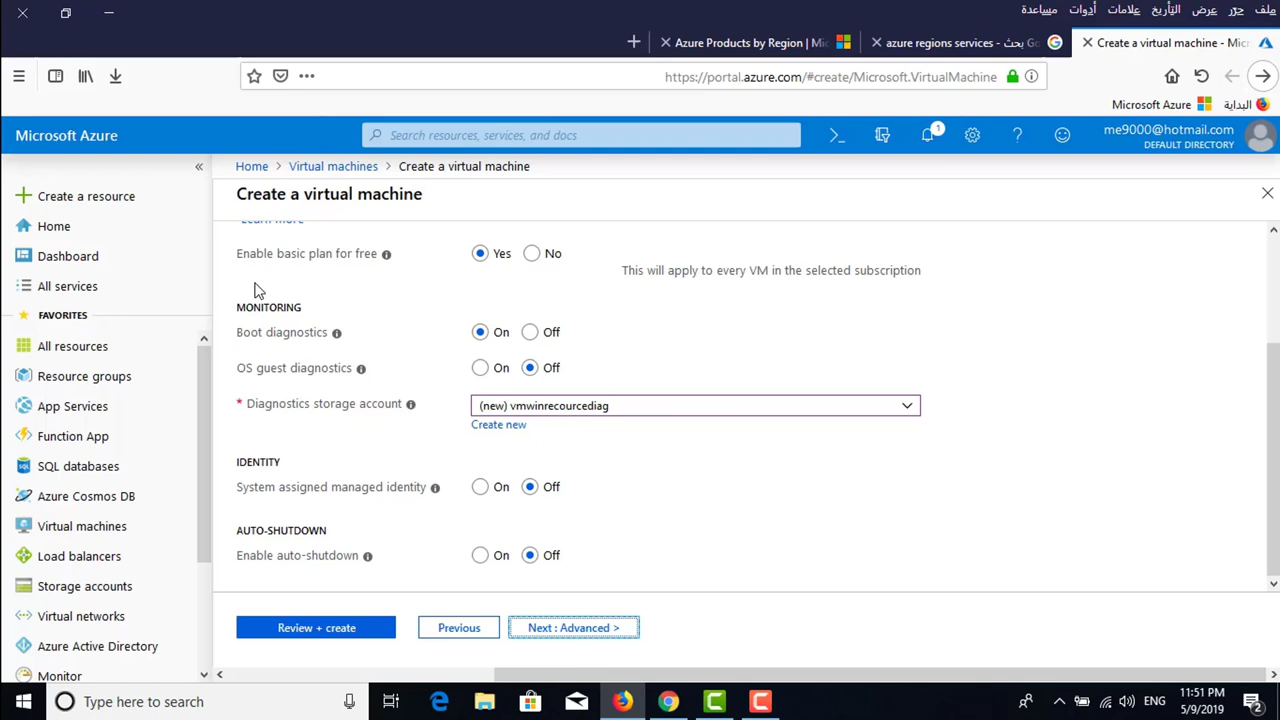 ملف حرّر عرض التأريخ علامات أدوات مساعدة
Azure Products by Region | Mi
azure regions services - بحث Go
Create a virtual machine - Micr
https://portal.azure.com/#create/Microsoft.VirtualMachine
Microsoft Azure
البداية
Microsoft Azure
Search resources, services, and docs
1
me9000@hotmail.com
DEFAULT DIRECTORY
Home > Virtual machines > Create a virtual machine
Create a virtual machine
Create a resource
Home
Dashboard
All services
FAVORITES
All resources
Resource groups
App Services
Function App
SQL databases
Azure Cosmos DB
Virtual machines
Load balancers
Storage accounts
Virtual networks
Azure Active Directory
Monitor
Learn more
Enable basic plan for free
Yes No
This will apply to every VM in the selected subscription
MONITORING
Boot diagnostics
On Off
OS guest diagnostics
On Off
* Diagnostics storage account
(new) vmwinrecourcediag
Create new
IDENTITY
System assigned managed identity
On Off
AUTO-SHUTDOWN
Enable auto-shutdown
On Off
Review + create
Previous
Next : Advanced >
Type here to search
ENG
11:51 PM
5/9/2019
2